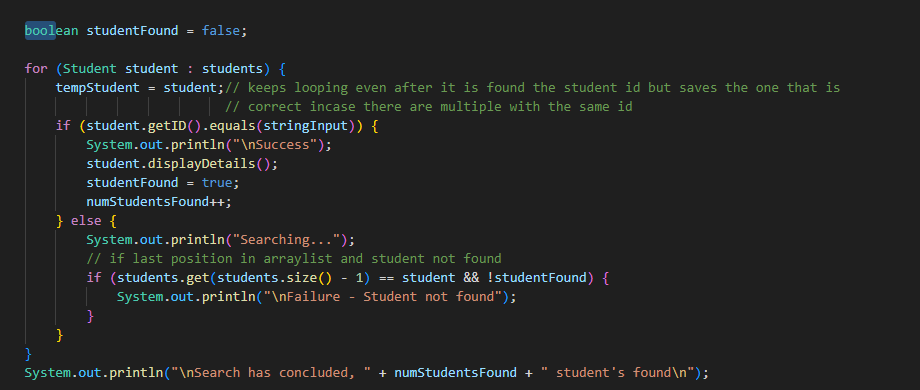 boolean studentFound = false;
for (Student student : students) {
tempStudent = student;// keeps looping even after it is found the student id but saves the one that is
// correct incase there are multiple with the same id
if (student.getID().equals(stringInput)) {
System.out.println("\nSuccess");
student.displayDetails();
studentFound = true;
numStudentsFound++;
} else {
System.out.println("Searching...");
// if last position in arraylist and student not found
if (students.get(students.size() - 1) == student && !studentFound) {
System.out.println("\nFailure - Student not found");
}
}
}
System.out.println("\nSearch has concluded, " + numStudentsFound + " student's found\n");